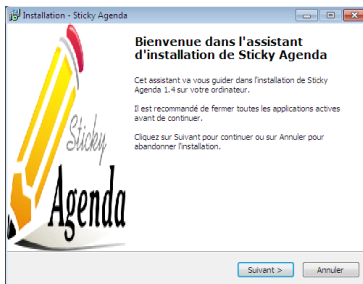 Installation - Sticky Agenda
Bienvenue dans l'assistant
d'installation de Sticky Agenda
Cet assistant va vous guider dans l'installation de Sticky
Agenda 1.4 sur votre ordinateur.
Il est recommandé de fermer toutes les applications actives
avant de continuer.
Cliquez sur Suivant pour continuer ou sur Annuler pour
abandonner l'installation.
Sticky
Agenda
Suivant >
Annuler